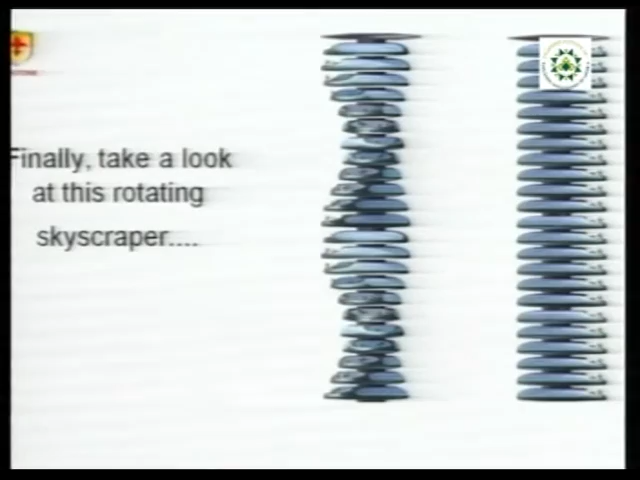 Finally, take a look
at this rotating
skyscraper....